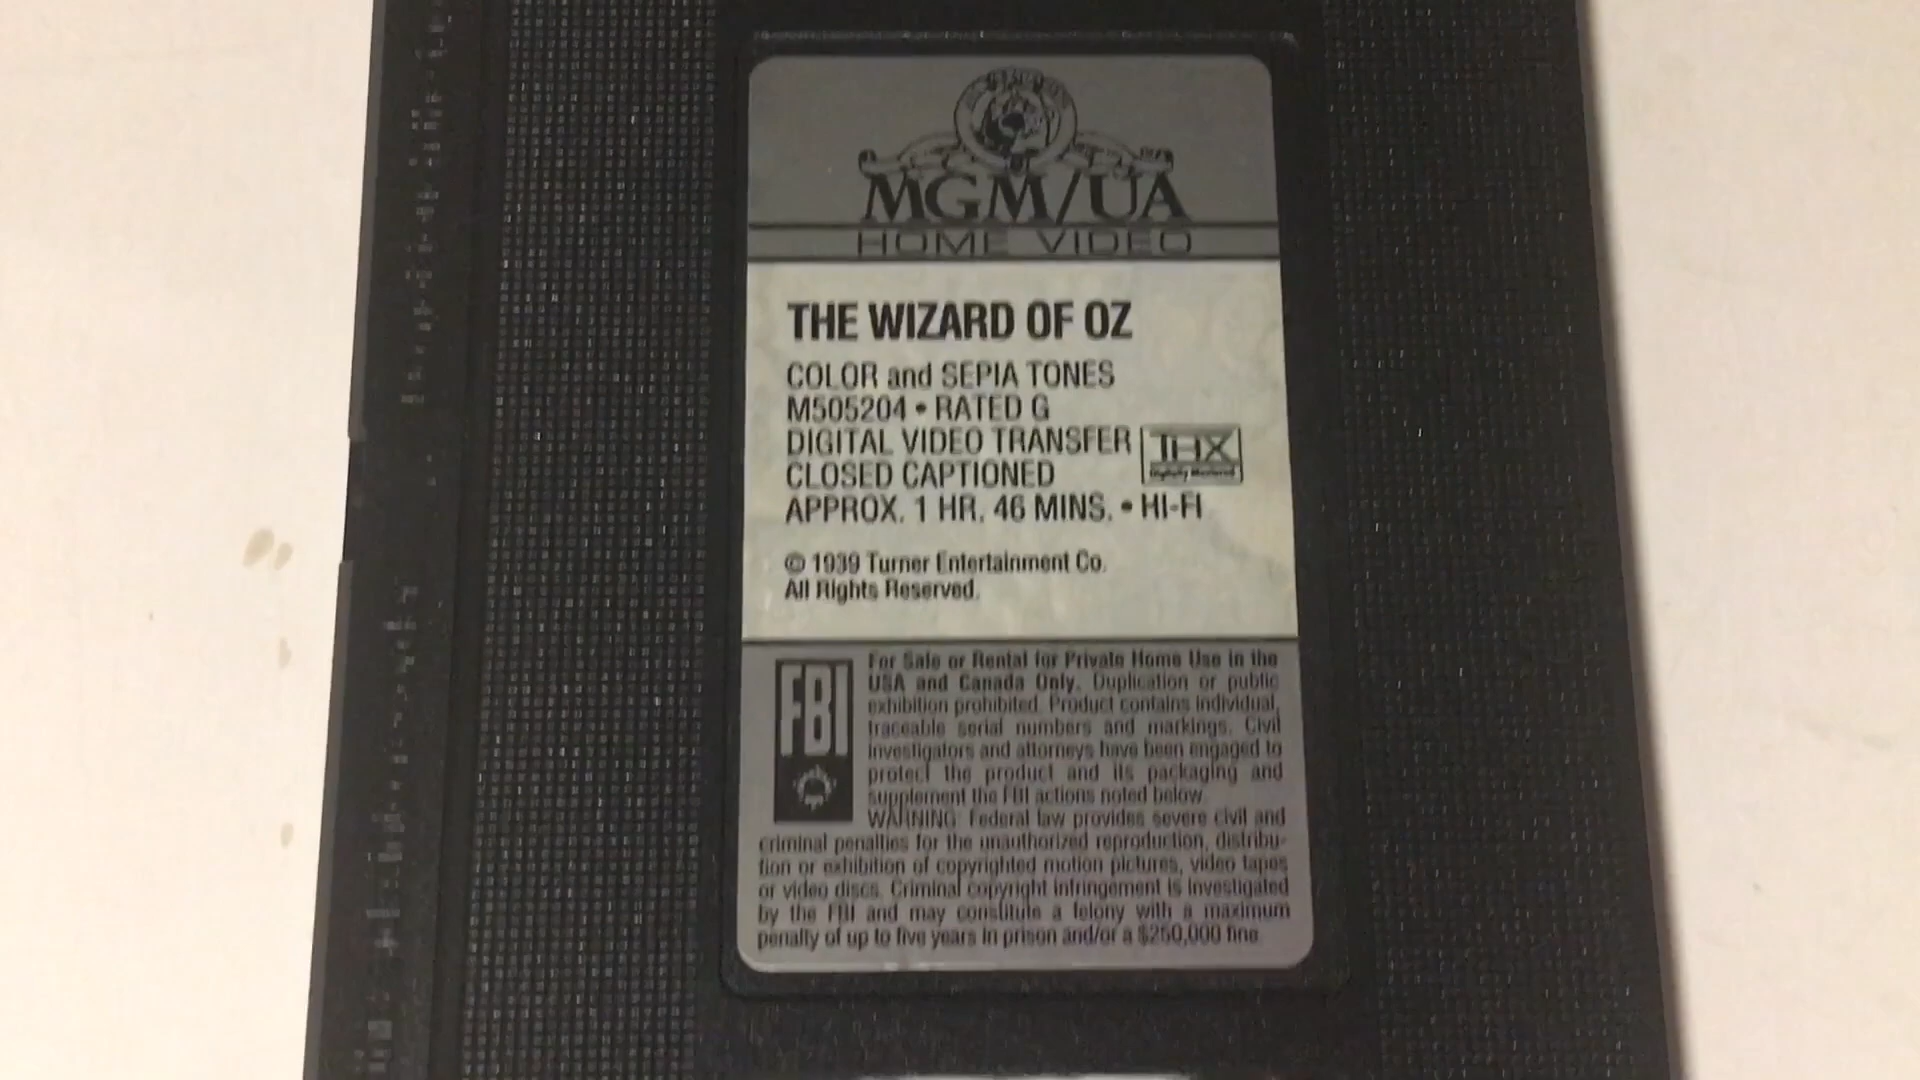 MGM/UA
HOME VIDEO
THE WIZARD OF OZ
COLOR and SEPIA TONES
M505204 • RATED G
DIGITAL VIDEO TRANSFER
THX
Digitally Mastered
CLOSED CAPTIONED
APPROX. 1 HR. 46 MINS. • HI-FI
© 1939 Turner Entertainment Co.
All Rights Reserved.
FBI
For Sale or Rental for Private Home Use in the
USA and Canada Only. Duplication or public
exhibition prohibited. Product contains individual,
traceable serial numbers and markings. Civil
investigators and attorneys have been engaged to
protect the product and its packaging and
supplement the FBI actions noted below.
WARNING: Federal law provides severe civil and
criminal penalties for the unauthorized reproduction, distribu-
tion or exhibition of copyrighted motion pictures, video tapes
or video discs. Criminal copyright infringement is investigated
by the FBI and may constitute a felony with a maximum
penalty of up to five years in prison and/or a $250,000 fine.